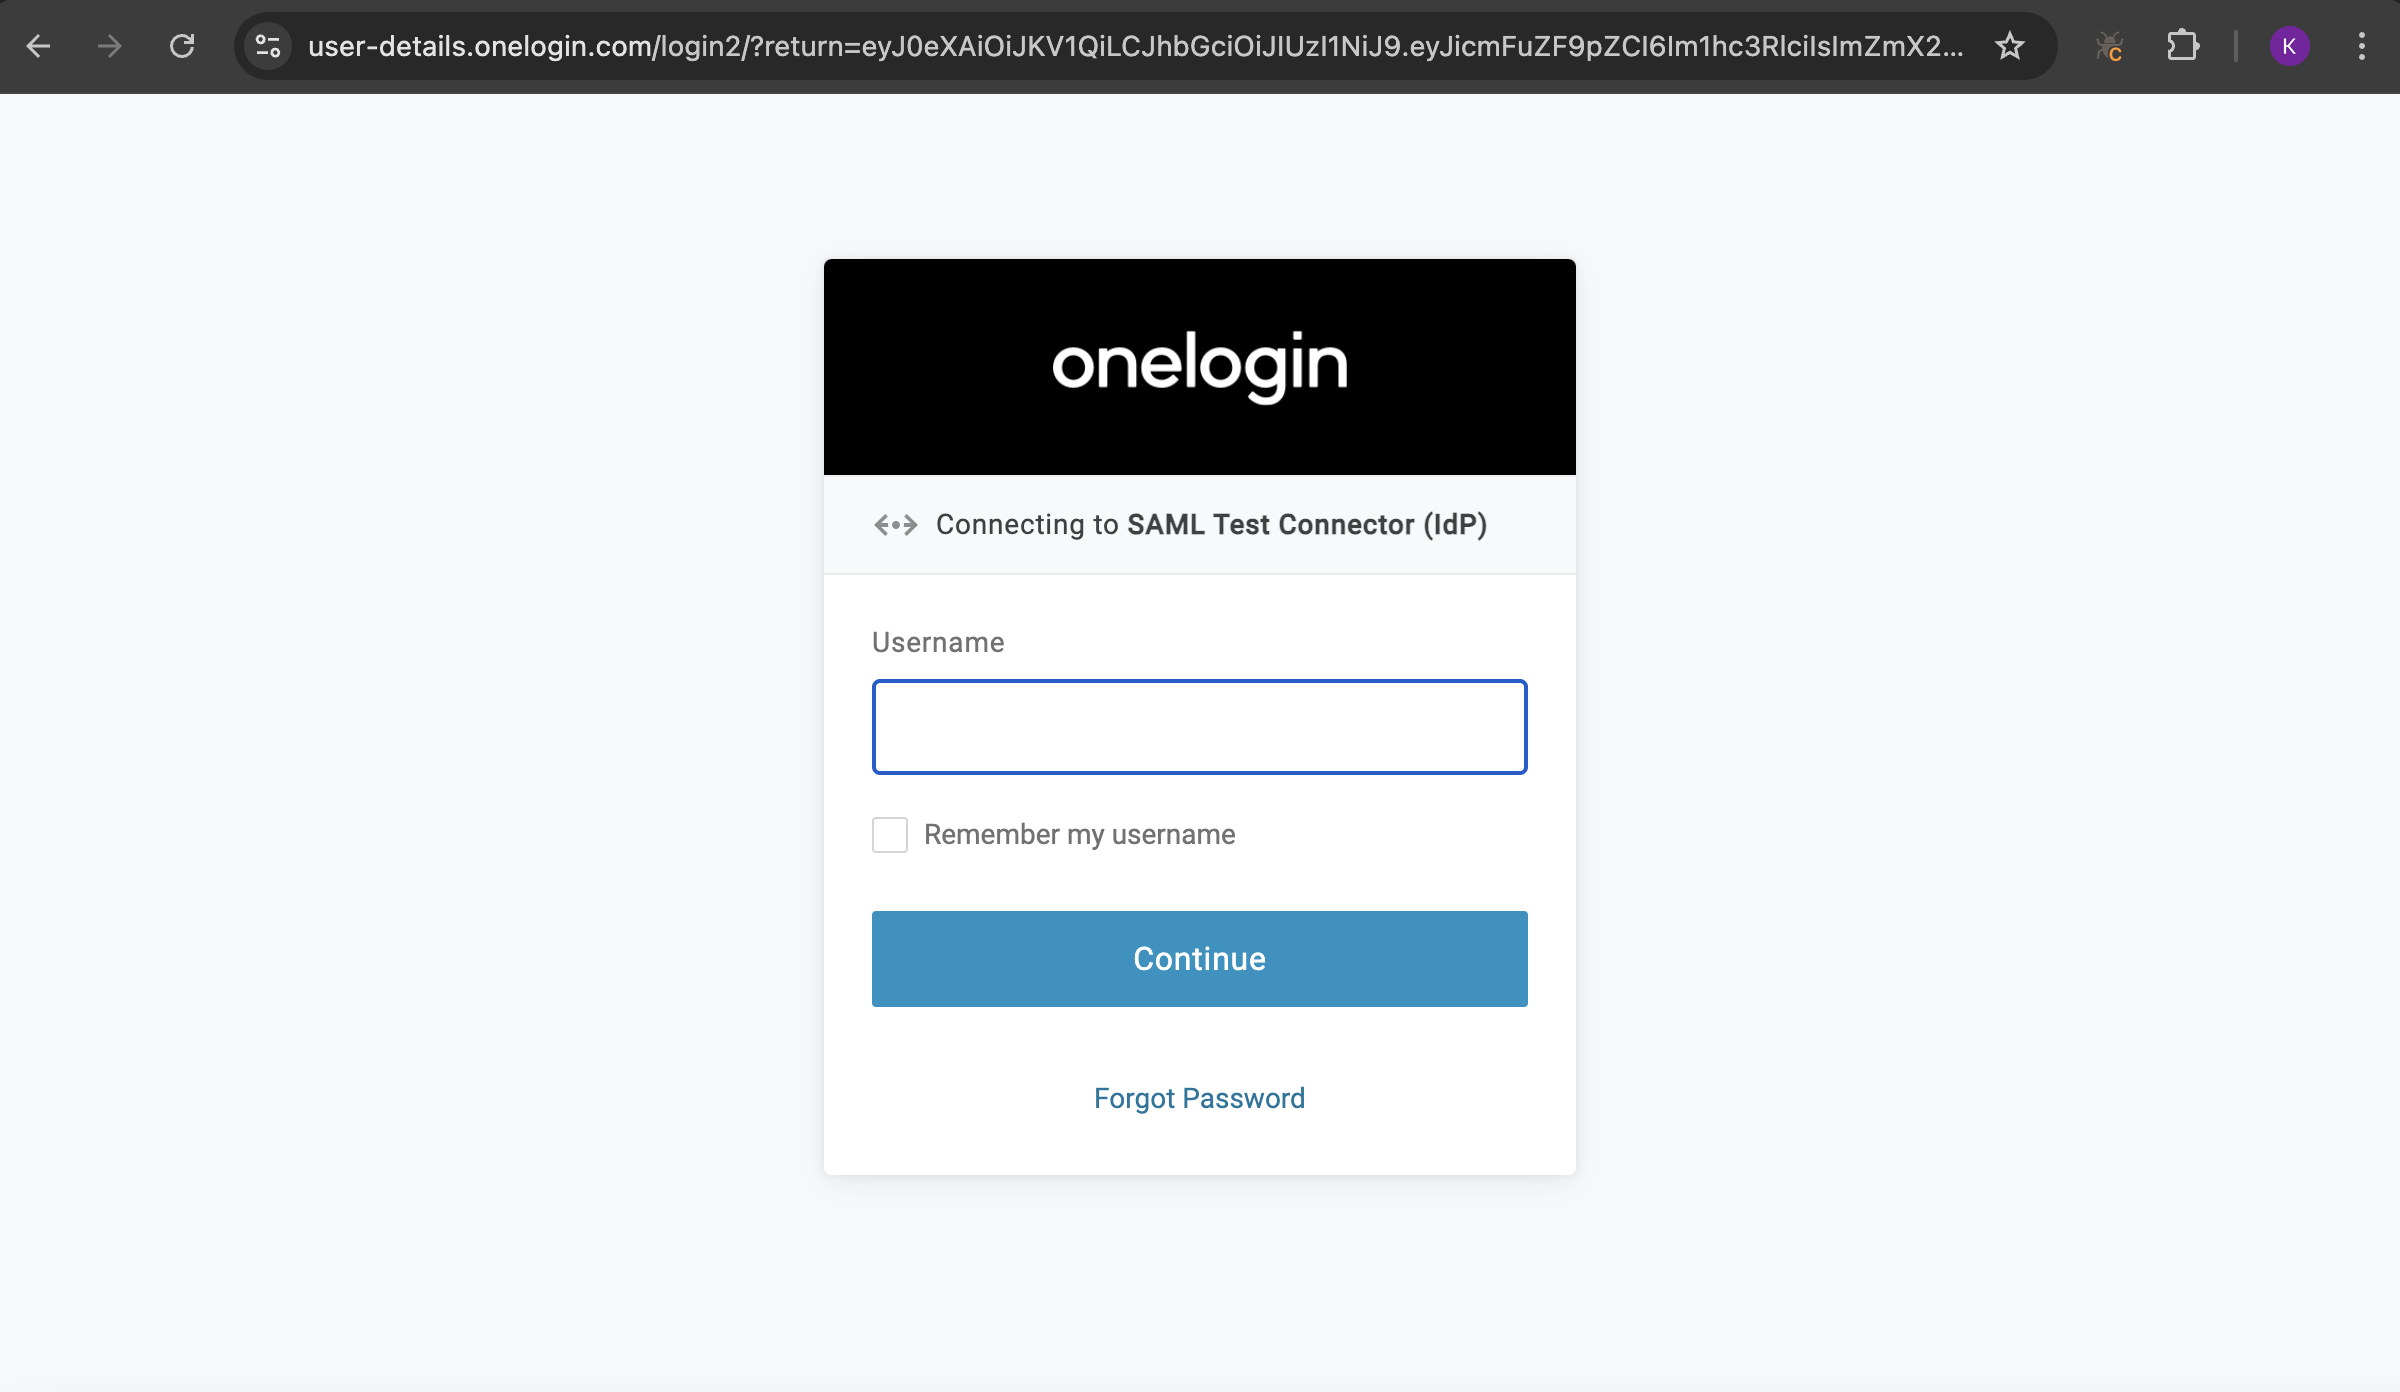 user-details.onelogin.com/login2/?return=eyJ0eXAiOiJKV1QiLCJhbGciOiJIUzI1NiJ9.eyJicmFuZF9pZCI6Im1hc3RlciIsImZmX2...
C
K
onelogin
Connecting to SAML Test Connector (IdP)
Username
Remember my username
Continue
Forgot Password